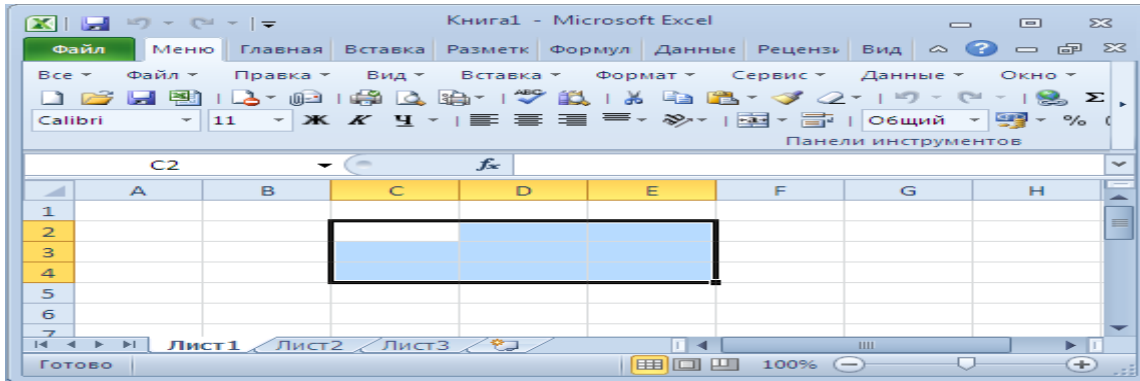 Книга1 - Microsoft Excel
Файл Меню Главная Вставка Разметк Формул Данные Рецензи Вид
Все Файл Правка Вид Вставка Формат Сервис Данные Окно
Calibri 11 Ж К Ч Общий %
Панели инструментов
C2 fx
A B C D E F G H
1
2
3
4
5
6
7
Лист1 Лист2 Лист3
Готово 100%